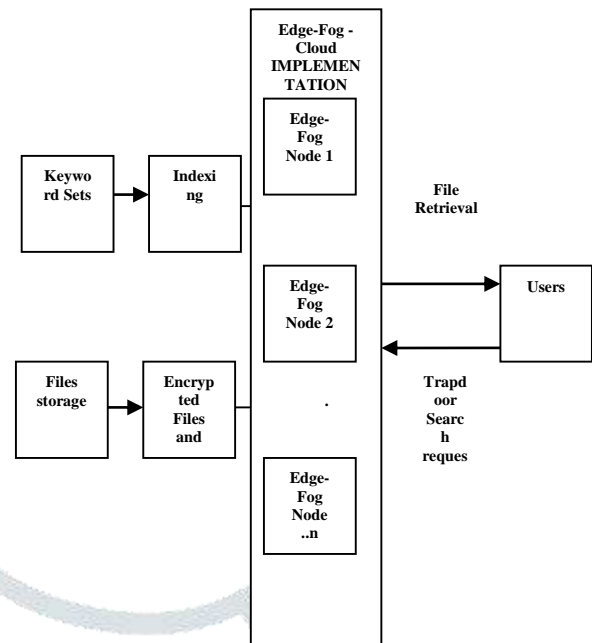 Edge-Fog -
Cloud
IMPLEMEN
TATION
Edge-
Fog
Node 1
Keywo
rd Sets
Indexi
ng
File
Retrieval
Edge-
Fog
Node 2
Users
Files
storage
Encryp
ted
Files
and
.
Trapd
oor
Searc
h
reques
Edge-
Fog
Node
..n